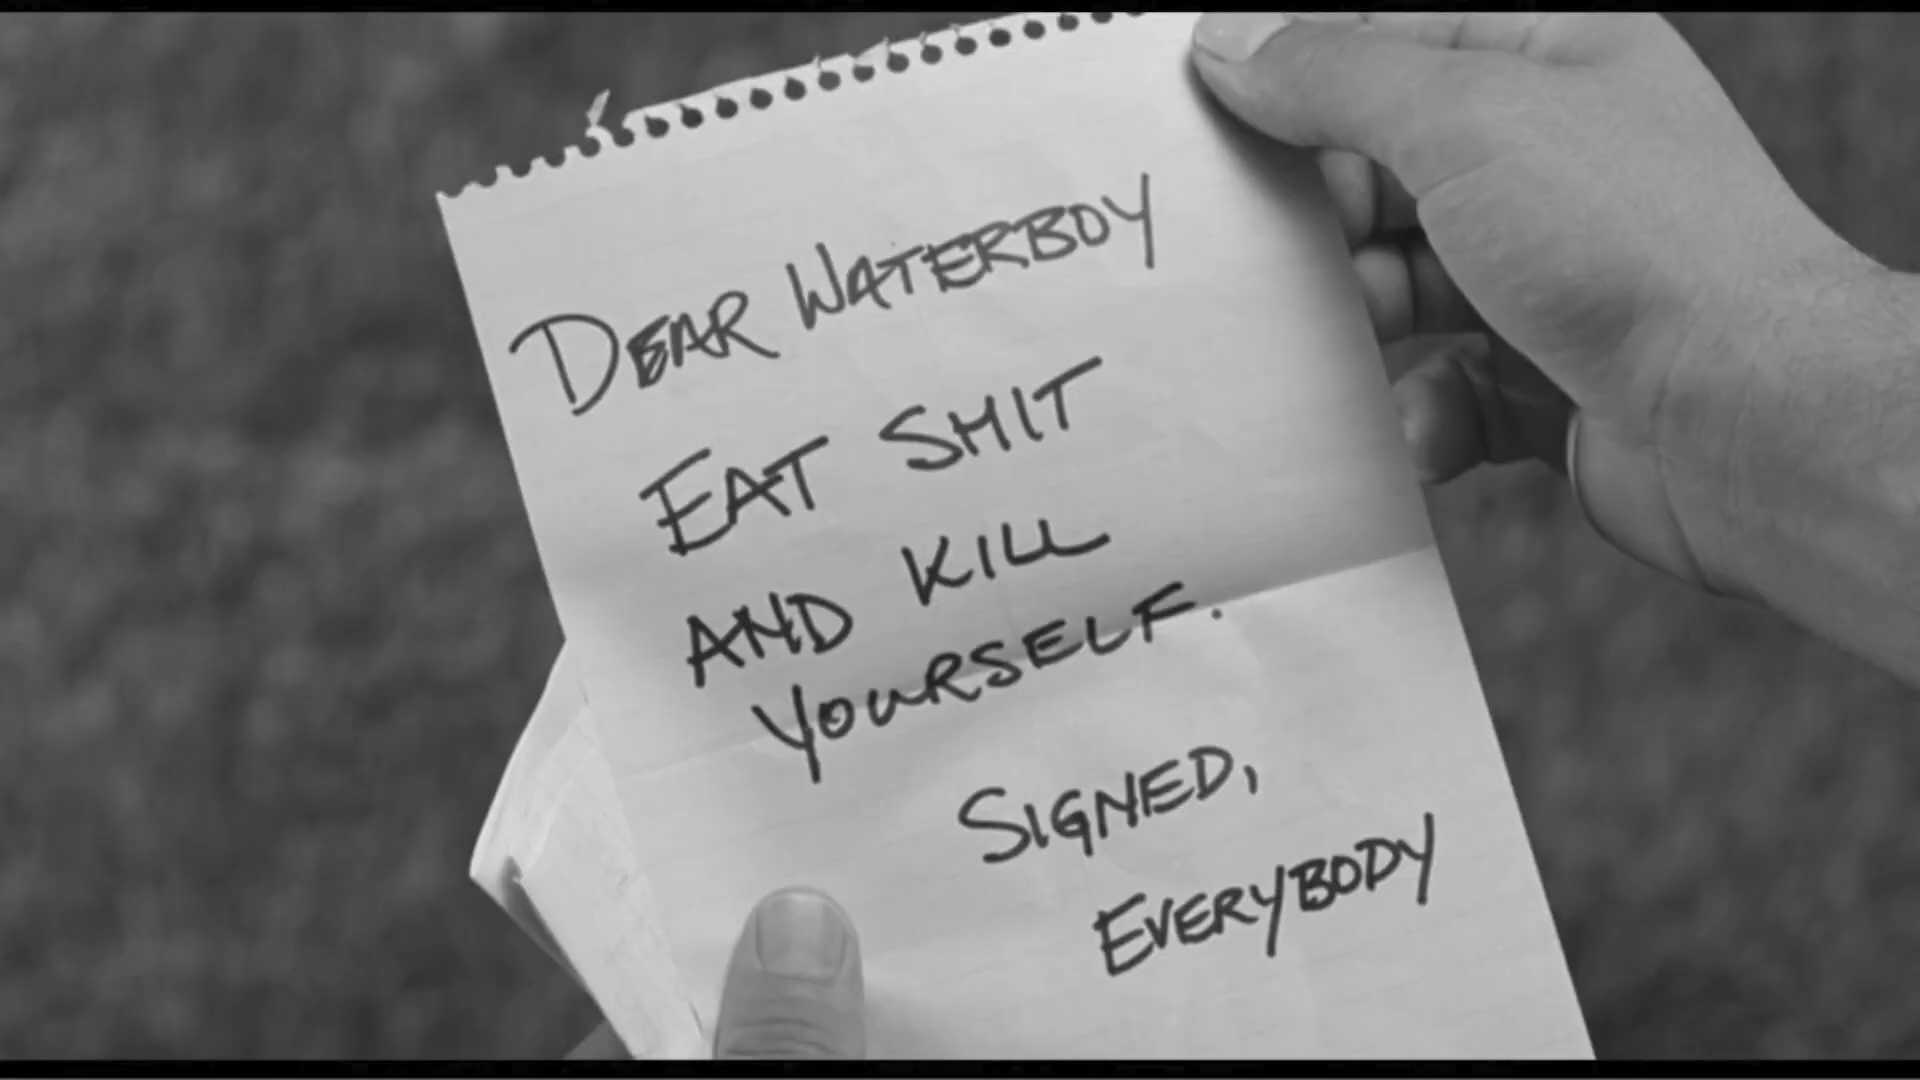 DEAR WATERBOY
EAT SHIT
AND KILL
YOURSELF.
SIGNED,
EVERYBODY